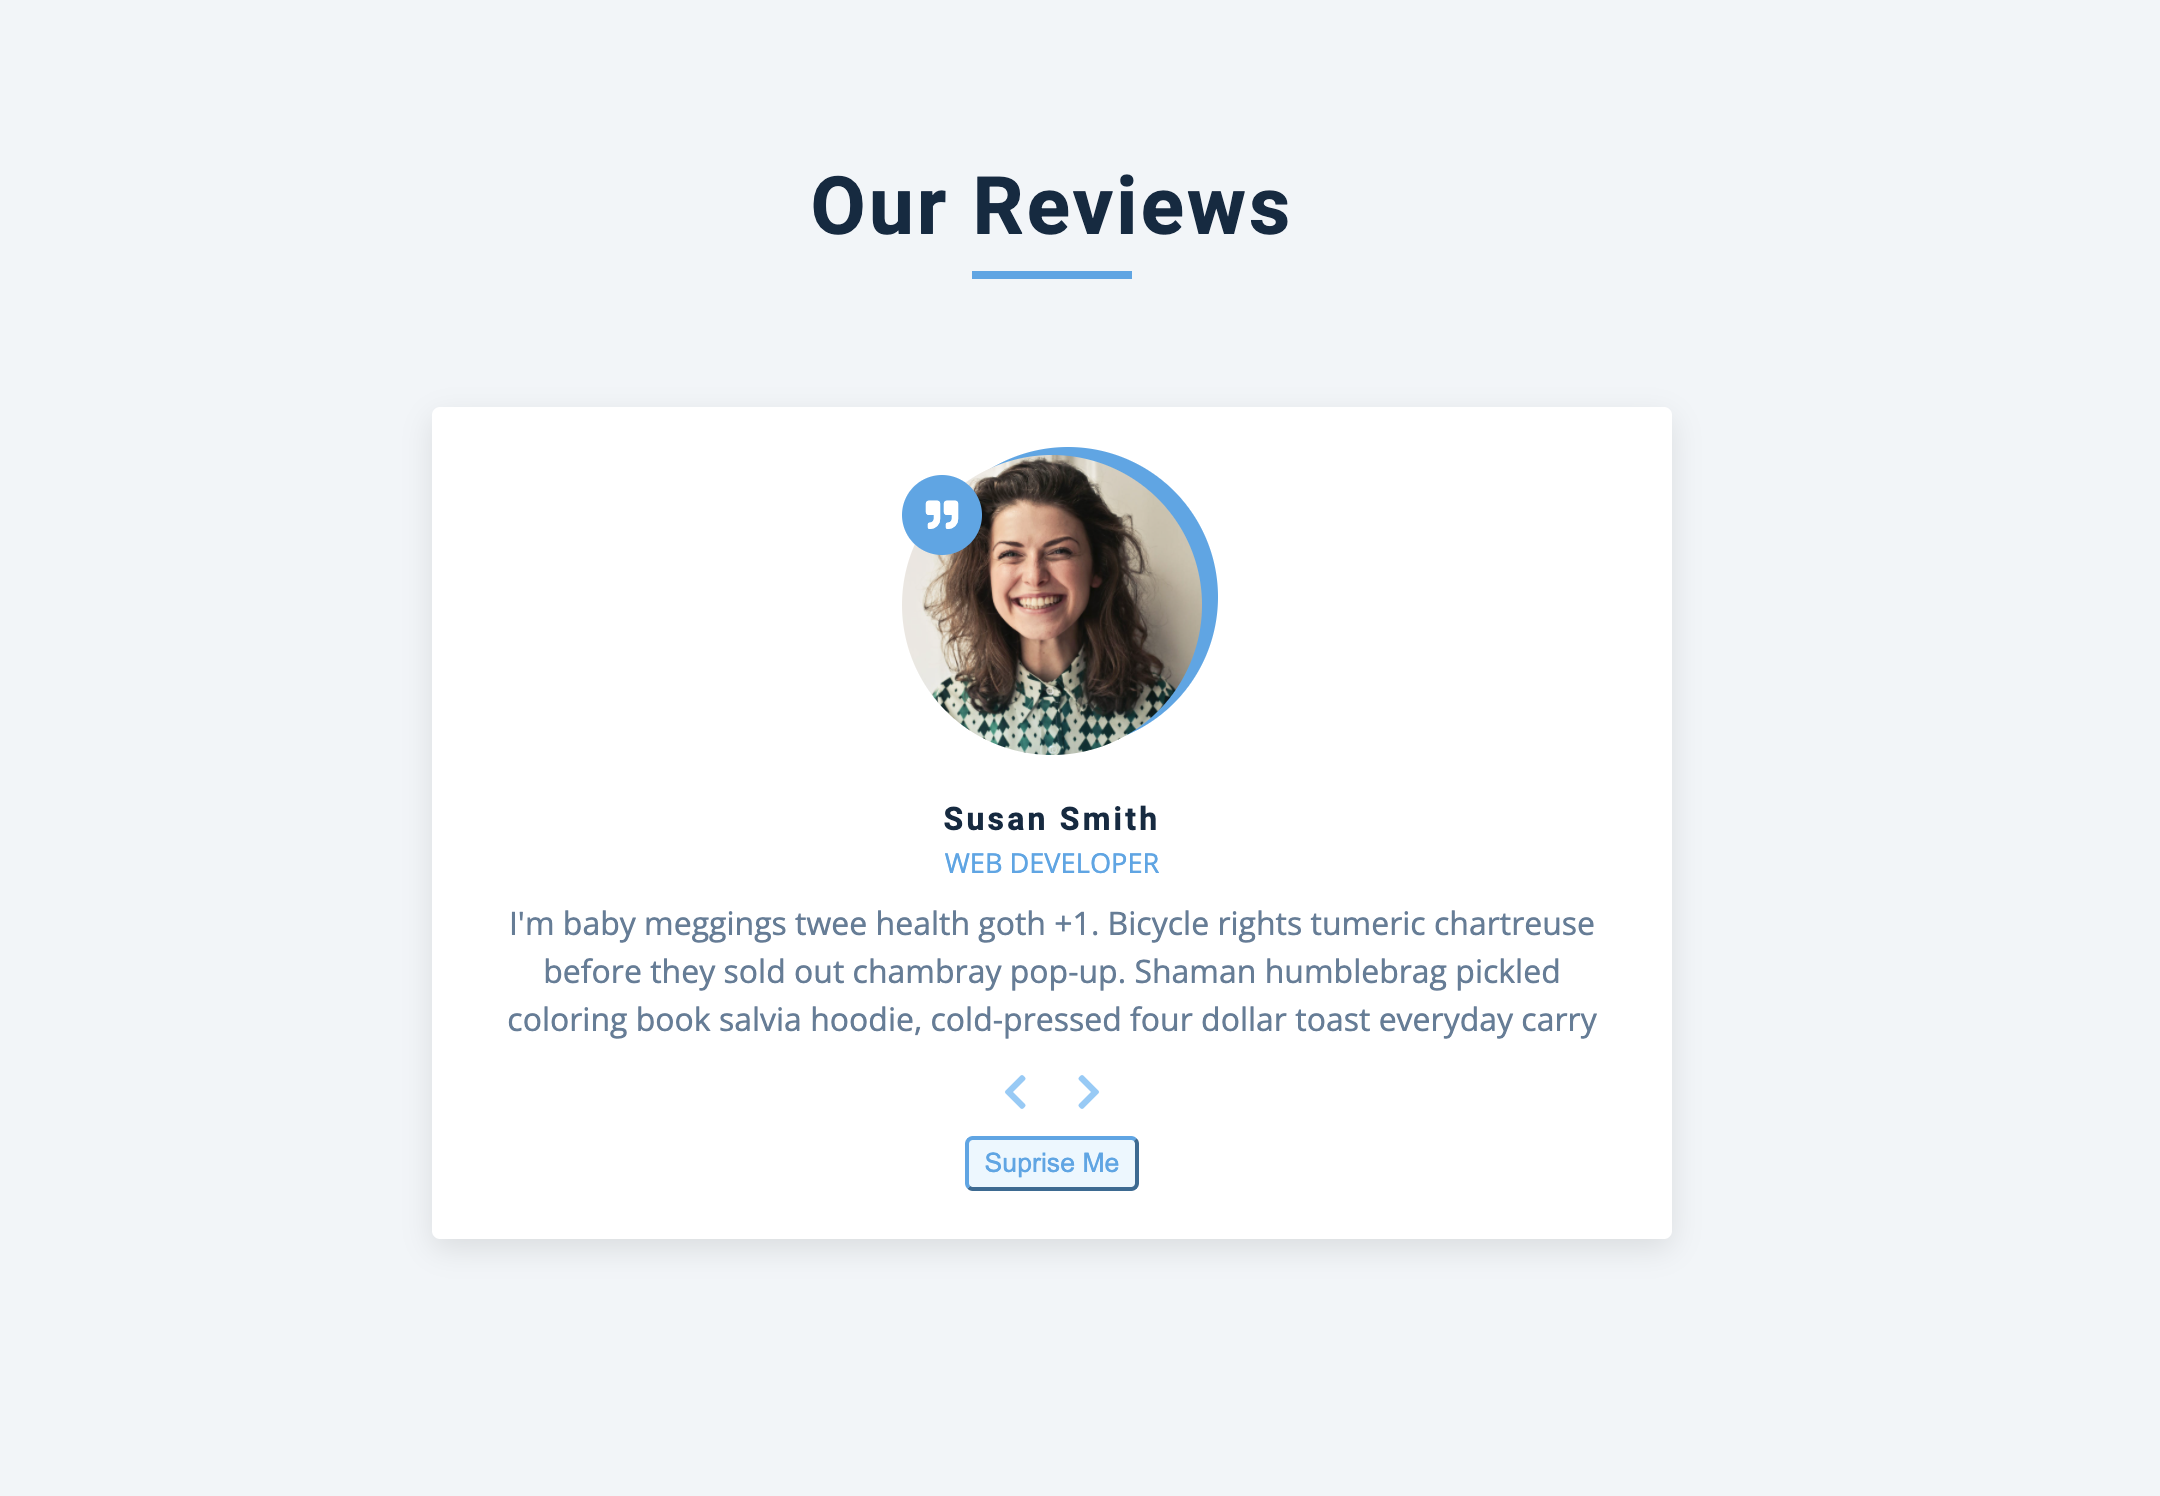 Our Reviews
Susan Smith
WEB DEVELOPER
I'm baby meggings twee health goth +1. Bicycle rights tumeric chartreuse
before they sold out chambray pop-up. Shaman humblebrag pickled
coloring book salvia hoodie, cold-pressed four dollar toast everyday carry
Suprise Me